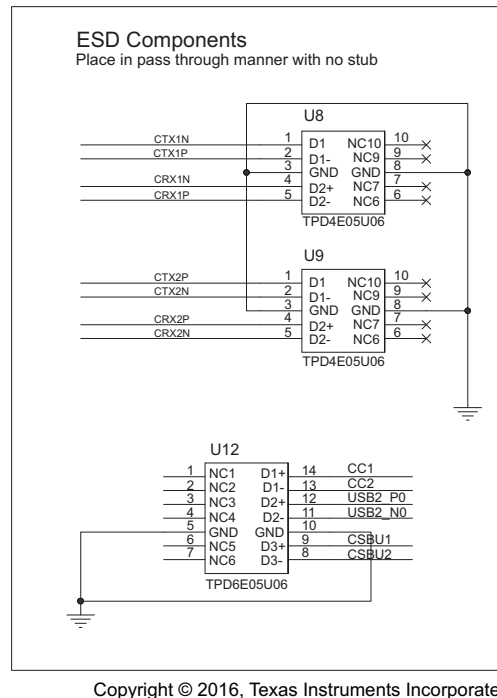 ESD Components
Place in pass through manner with no stub
U8
CTX1N 1 D1 NC10 10
CTX1P 2 D1- NC9 9
3 GND GND 8
CRX1N 4 D2+ NC7 7
CRX1P 5 D2- NC6 6
TPD4E05U06
U9
CTX2P 1 D1 NC10 10
CTX2N 2 D1- NC9 9
3 GND GND 8
CRX2P 4 D2+ NC7 7
CRX2N 5 D2- NC6 6
TPD4E05U06
U12
1 NC1 D1+ 14 CC1
2 NC2 D1- 13 CC2
3 NC3 D2+ 12 USB2_P0
4 NC4 D2- 11 USB2_N0
5 GND GND 10
6 NC5 D3+ 9 CSBU1
7 NC6 D3- 8 CSBU2
TPD6E05U06
Copyright © 2016, Texas Instruments Incorporate